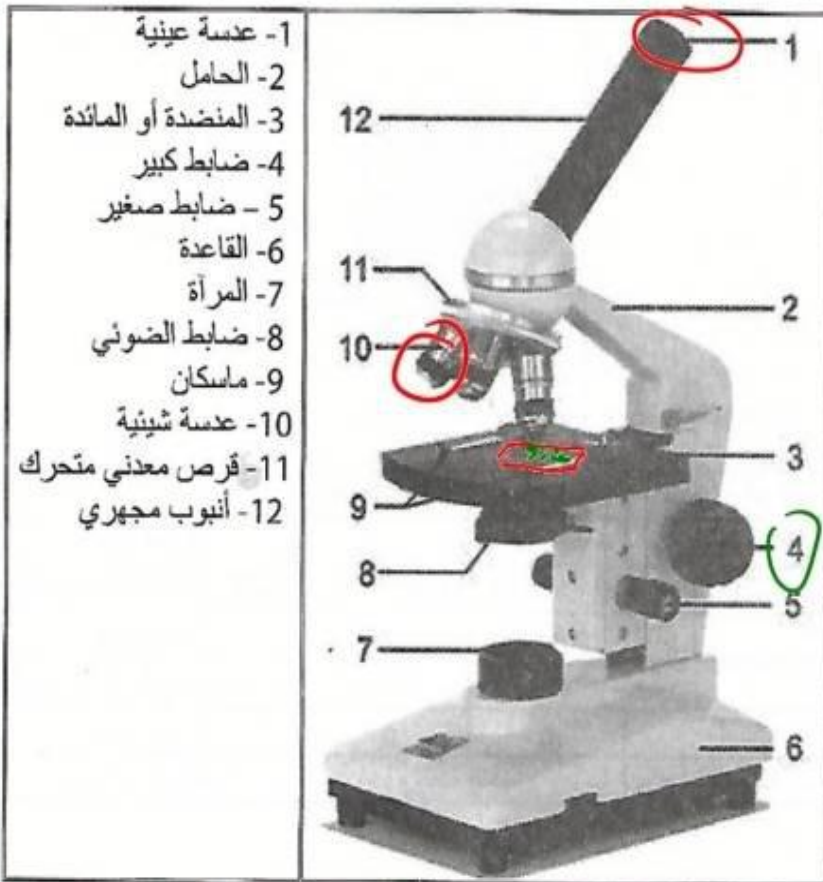 1- عدسة عينية
2- الحامل
3- المنضدة أو المائدة
4- ضابط كبير
5 – ضابط صغير
6- القاعدة
7- المرآة
8- ضابط الضوئي
9- ماسكان
10- عدسة شيئية
11- قرص معدني متحرك
12- أنبوب مجهري
1
12
11
2
10
3
9
4
8
5
7
6